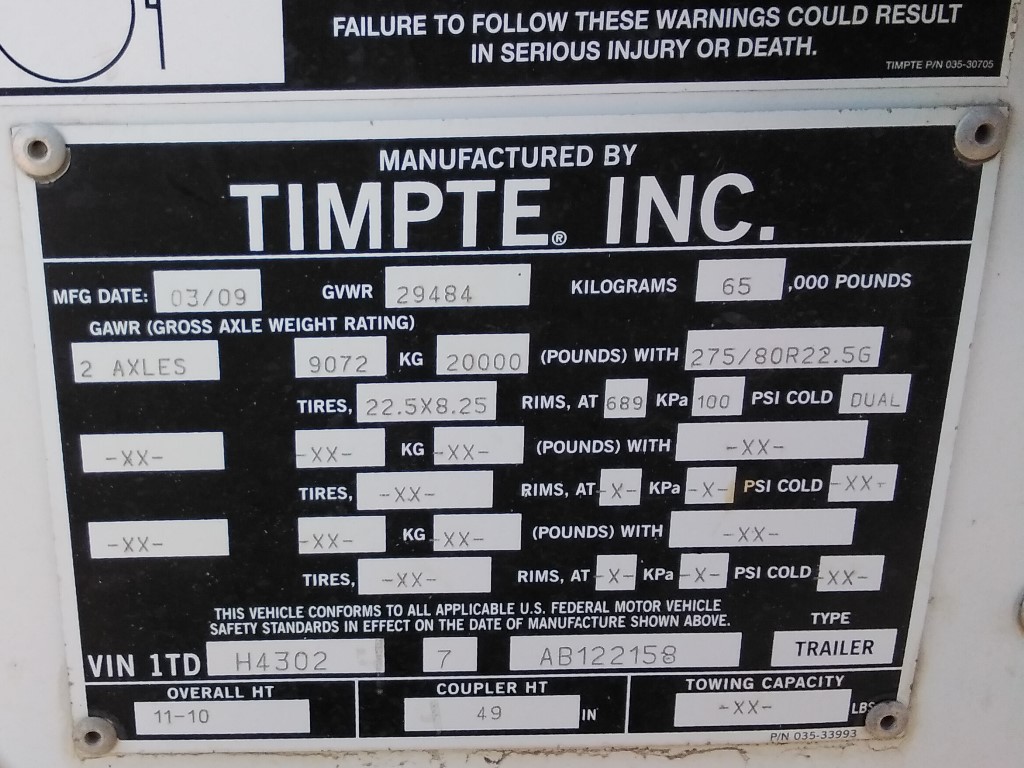 FAILURE TO FOLLOW THESE WARNINGS COULD RESULT
IN SERIOUS INJURY OR DEATH.
TIMPTE P/N 035-30705
MANUFACTURED BY
TIMPTE® INC.
MFG DATE: 03/09 GVWR 29484 KILOGRAMS 65 ,000 POUNDS
GAWR (GROSS AXLE WEIGHT RATING)
2 AXLES 9072 KG 20000 (POUNDS) WITH 275/80R22.5G
TIRES, 22.5X8.25 RIMS, AT 689 KPa 100 PSI COLD DUAL
-XX- -XX- KG -XX- (POUNDS) WITH -XX-
TIRES, -XX- RIMS, AT -X- KPa -X- PSI COLD -XX-
-XX- -XX- KG -XX- (POUNDS) WITH -XX-
TIRES, -XX- RIMS, AT -X- KPa -X- PSI COLD -XX-
THIS VEHICLE CONFORMS TO ALL APPLICABLE U.S. FEDERAL MOTOR VEHICLE
SAFETY STANDARDS IN EFFECT ON THE DATE OF MANUFACTURE SHOWN ABOVE.
TYPE
VIN 1TD H4302 7 AB122158 TRAILER
OVERALL HT COUPLER HT TOWING CAPACITY
11-10 49 IN -XX- LBS
P/N 035-33993